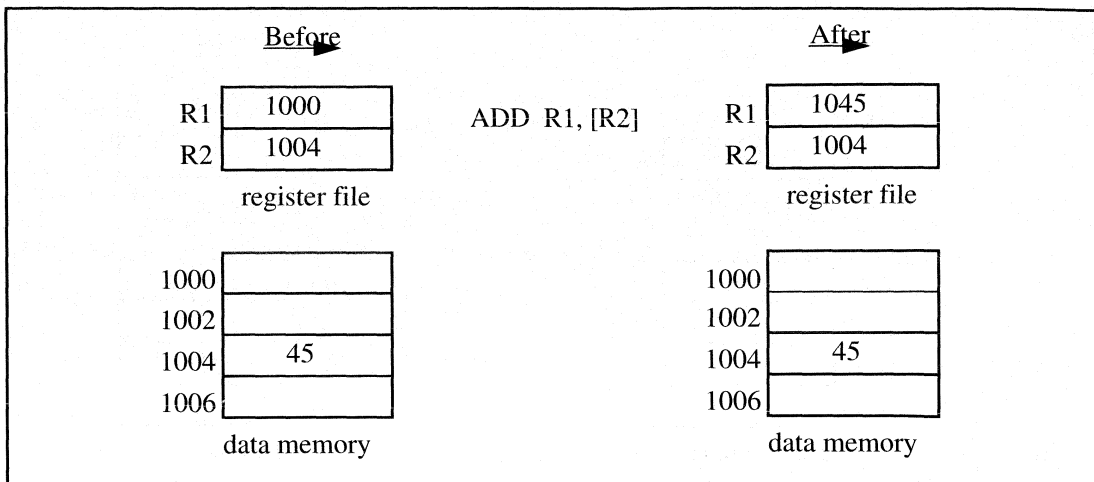 Before
After
R1 1000
R2 1004
register file
ADD R1, [R2]
R1 1045
R2 1004
register file
1000
1002
1004 45
1006
data memory
1000
1002
1004 45
1006
data memory